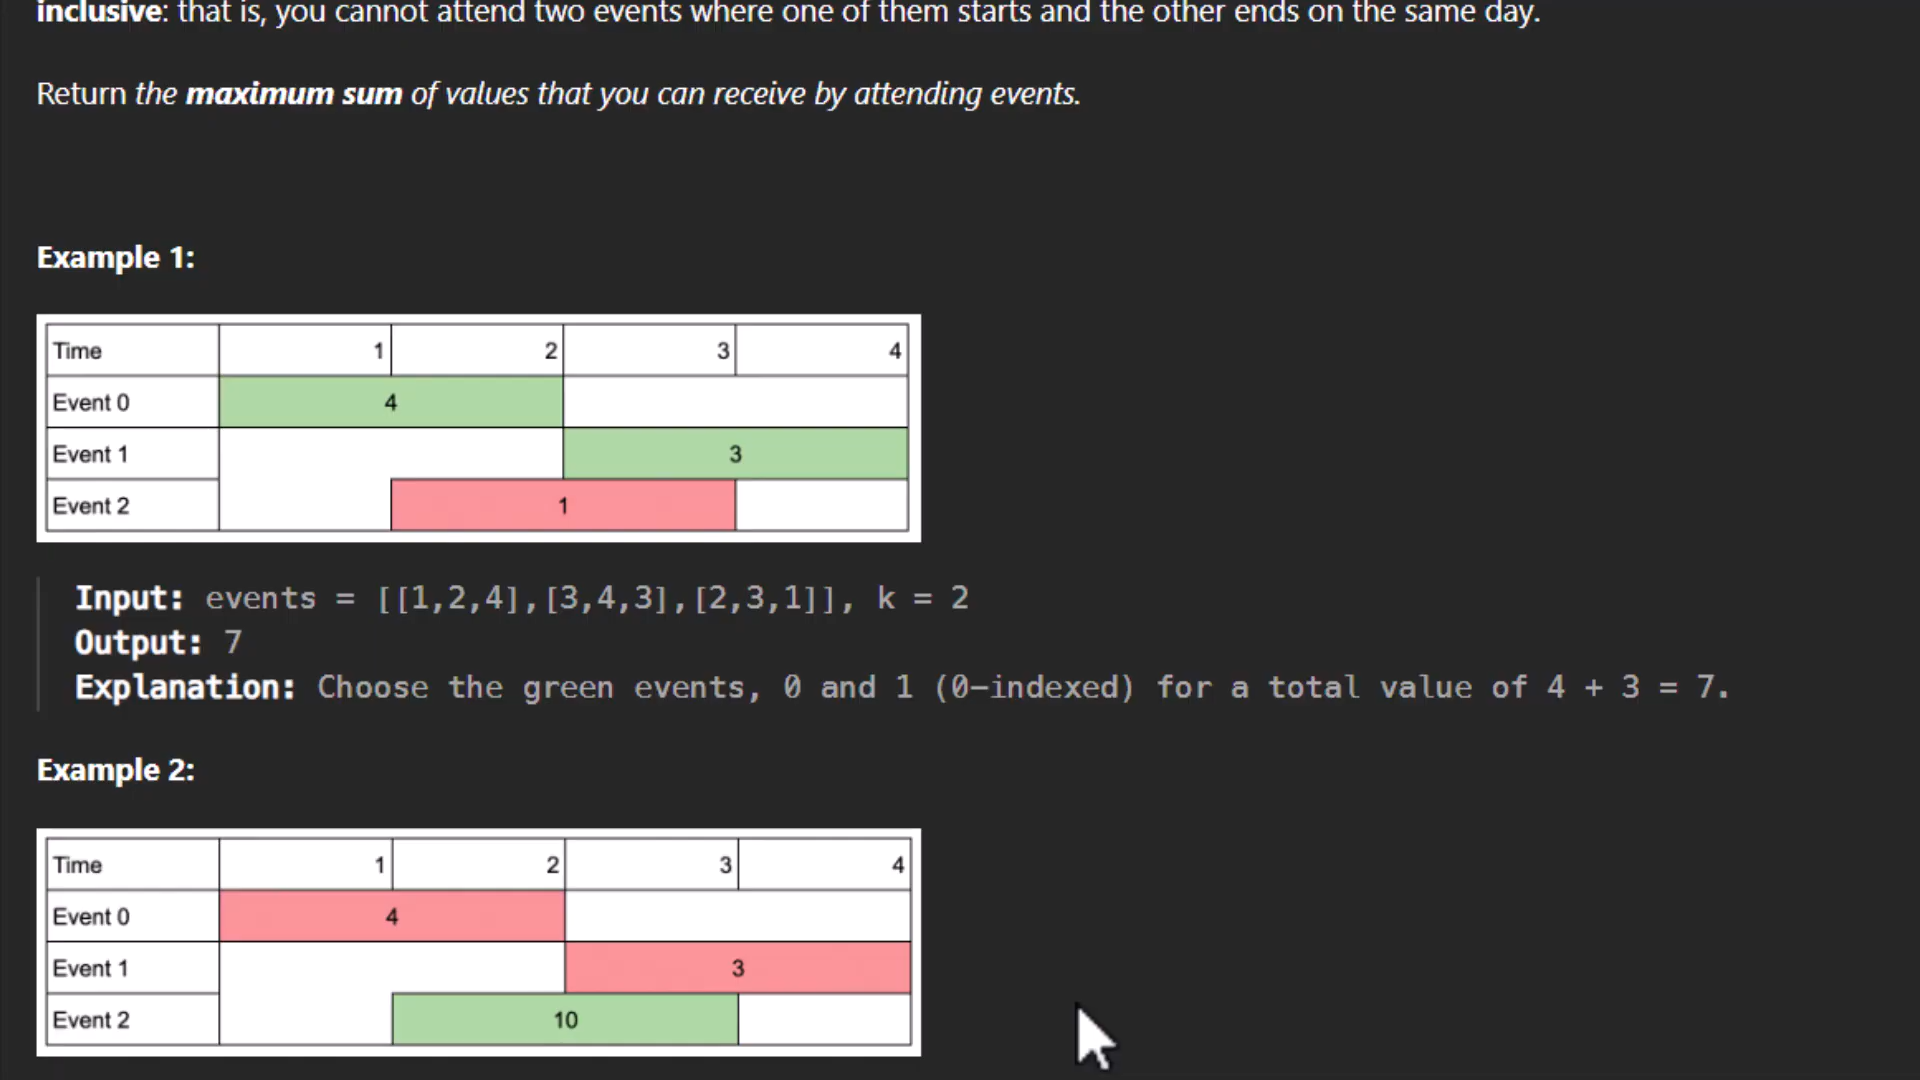 inclusive: that is, you cannot attend two events where one of them starts and the other ends on the same day.
Return the maximum sum of values that you can receive by attending events.
Example 1:
Time 1 2 3 4
Event 0 4
Event 1 3
Event 2 1
Input: events = [[1,2,4],[3,4,3],[2,3,1]], k = 2
Output: 7
Explanation: Choose the green events, 0 and 1 (0-indexed) for a total value of 4 + 3 = 7.
Example 2:
Time 1 2 3 4
Event 0 4
Event 1 3
Event 2 10